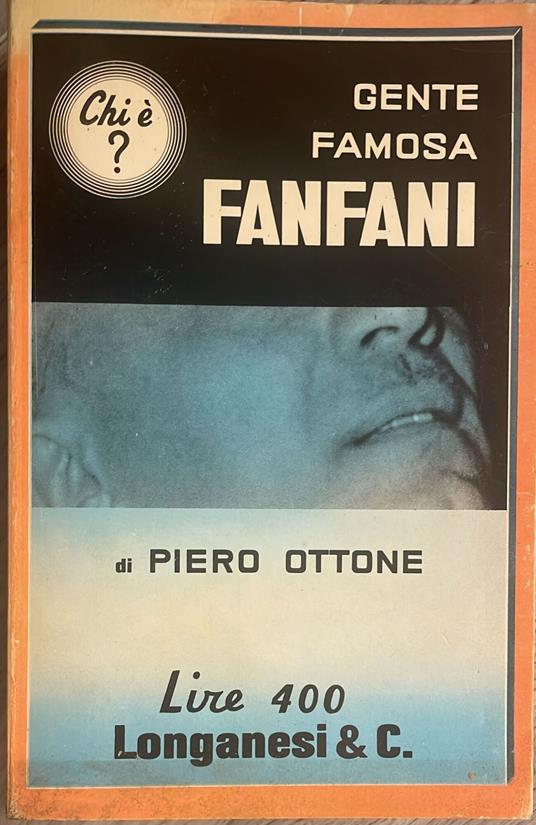 Chi è
?
GENTE
FAMOSA
FANFANI
di PIERO OTTONE
Lire 400
Longanesi & C.